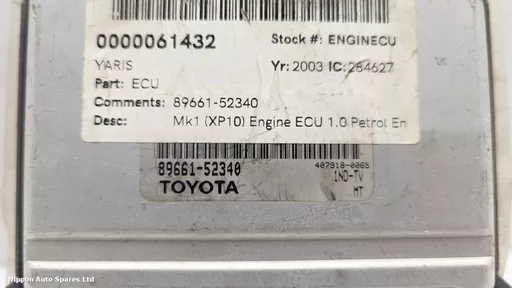 0000061432 Stock #: ENGINECU
YARIS Yr: 2003 IC: 284627
Part: ECU
Comments: 89661-52340
Desc: Mk1 (XP10) Engine ECU 1.0 Petrol En
89661-52340 407918-0065
TOYOTA 1ND-TV
MT
Nippon Auto Spares Ltd